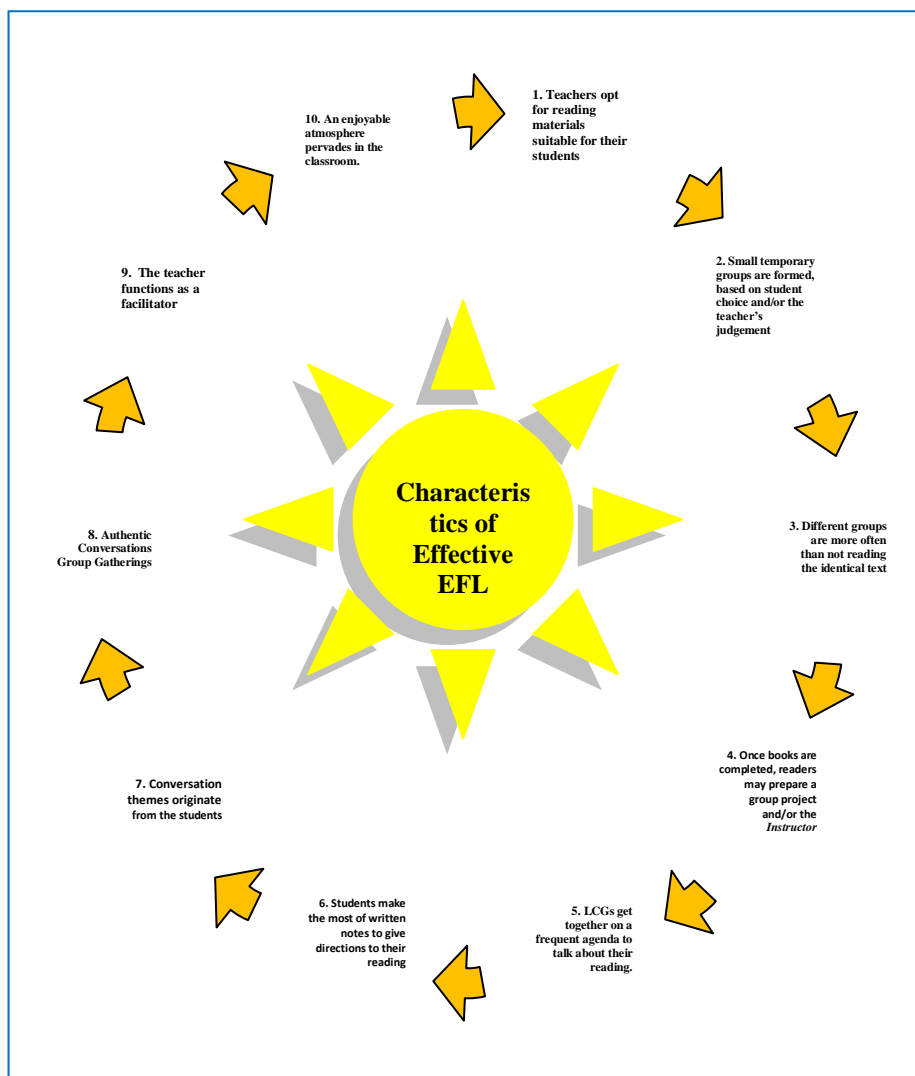 1. Teachers opt
for reading
materials
suitable for their
students
2. Small temporary
groups are formed,
based on student
choice and/or the
teacher's
judgement
3. Different groups
are more often
than not reading
the identical text
4. Once books are
completed, readers
may prepare a
group project
and/or the
Instructor
5. LCGs get
together on a
frequent agenda to
talk about their
reading.
6. Students make
the most of written
notes to give
directions to their
reading
7. Conversation
themes originate
from the students
8. Authentic
Conversations
Group Gatherings
9. The teacher
functions as a
facilitator
10. An enjoyable
atmosphere
pervades in the
classroom.
Characteris
tics of
Effective
EFL